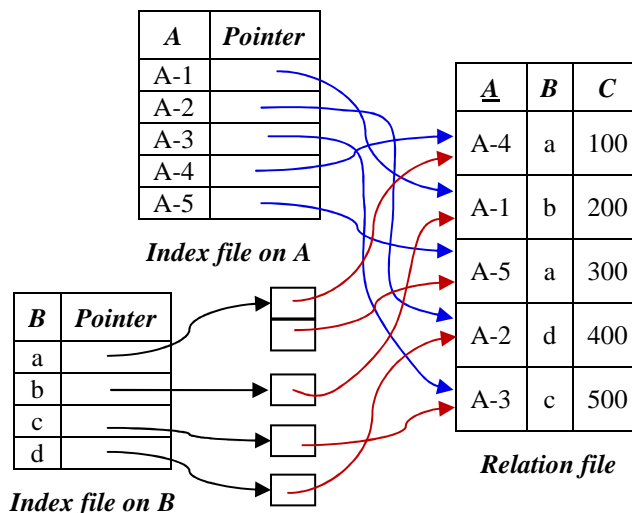 A Pointer
A-1
A-2
A-3
A-4
A-5
Index file on A
A B C
A-4 a 100
A-1 b 200
A-5 a 300
A-2 d 400
A-3 c 500
Relation file
B Pointer
a
b
c
d
Index file on B